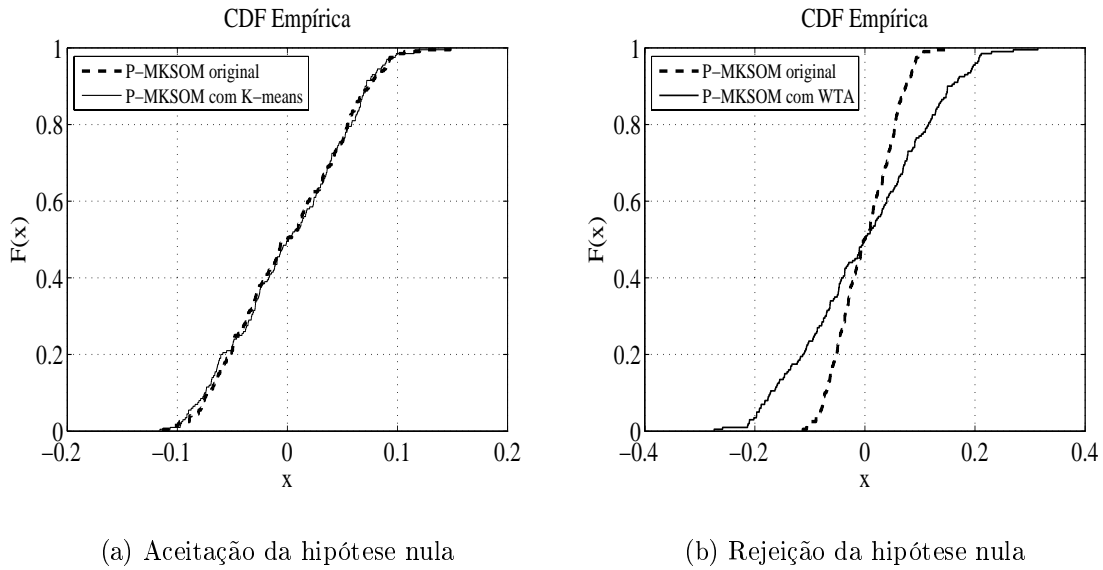 CDF Empírica
1
0.8
0.6
0.4
0.2
0
F(x)
−0.2
−0.1
0
0.1
0.2
x
P−MKSOM original
P−MKSOM com K−means
(a) Aceitação da hipótese nula
CDF Empírica
1
0.8
0.6
0.4
0.2
0
F(x)
−0.4
−0.2
0
0.2
0.4
x
P−MKSOM original
P−MKSOM com WTA
(b) Rejeição da hipótese nula